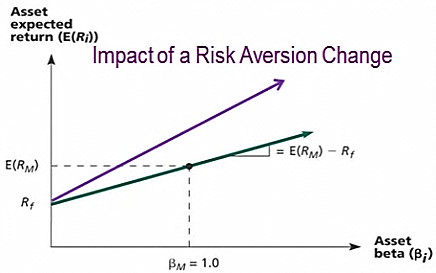 Asset
expected
return (E(Ri))
Impact of a Risk Aversion Change
= E(RM) − Rf
E(RM)
Rf
Asset
beta (βi)
βM = 1.0